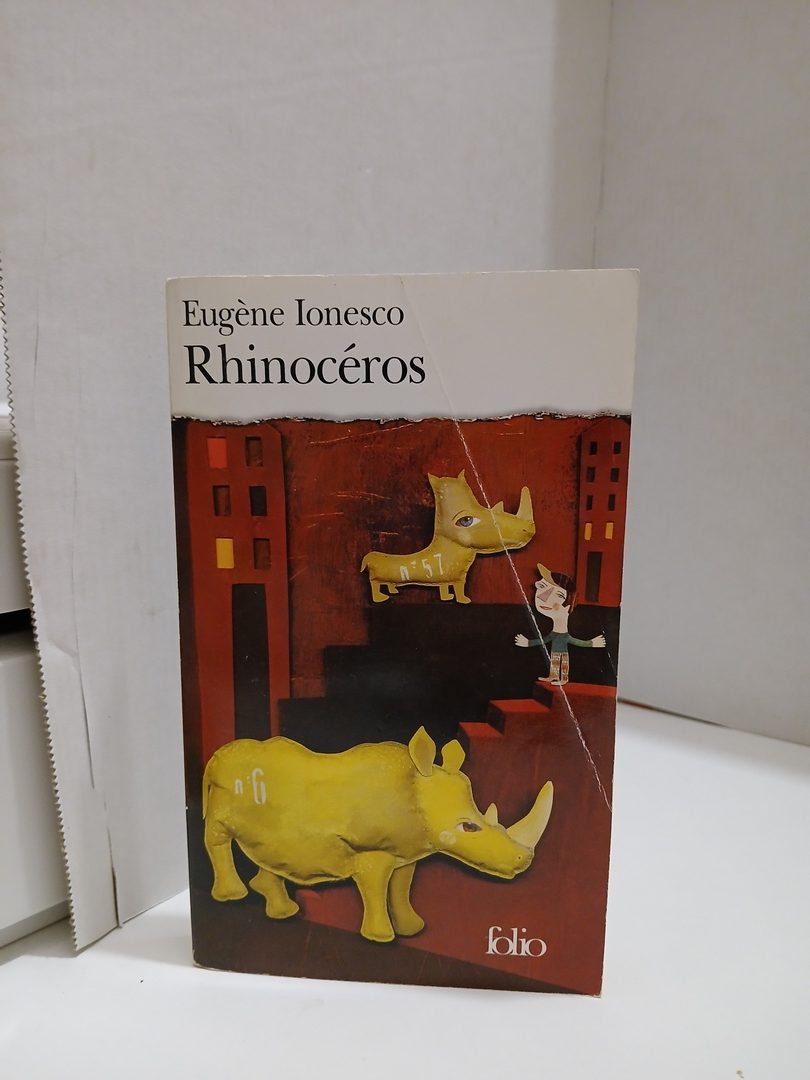 Eugène Ionesco
Rhinocéros
n° 57
n° 6
folio